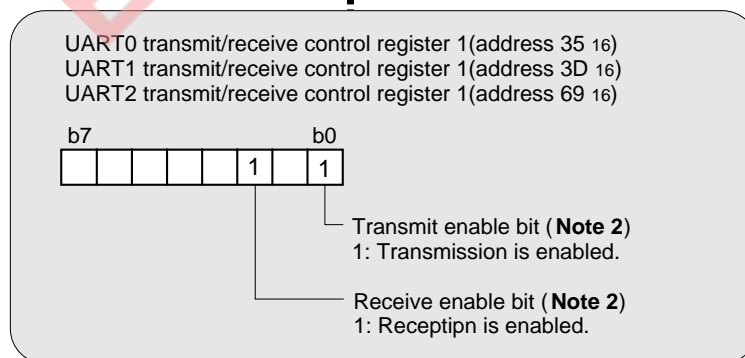 UART0 transmit/receive control register 1(address 35 16)
UART1 transmit/receive control register 1(address 3D 16)
UART2 transmit/receive control register 1(address 69 16)
b7 b0
1 1
Transmit enable bit (Note 2)
1: Transmission is enabled.
Receive enable bit (Note 2)
1: Receptipn is enabled.